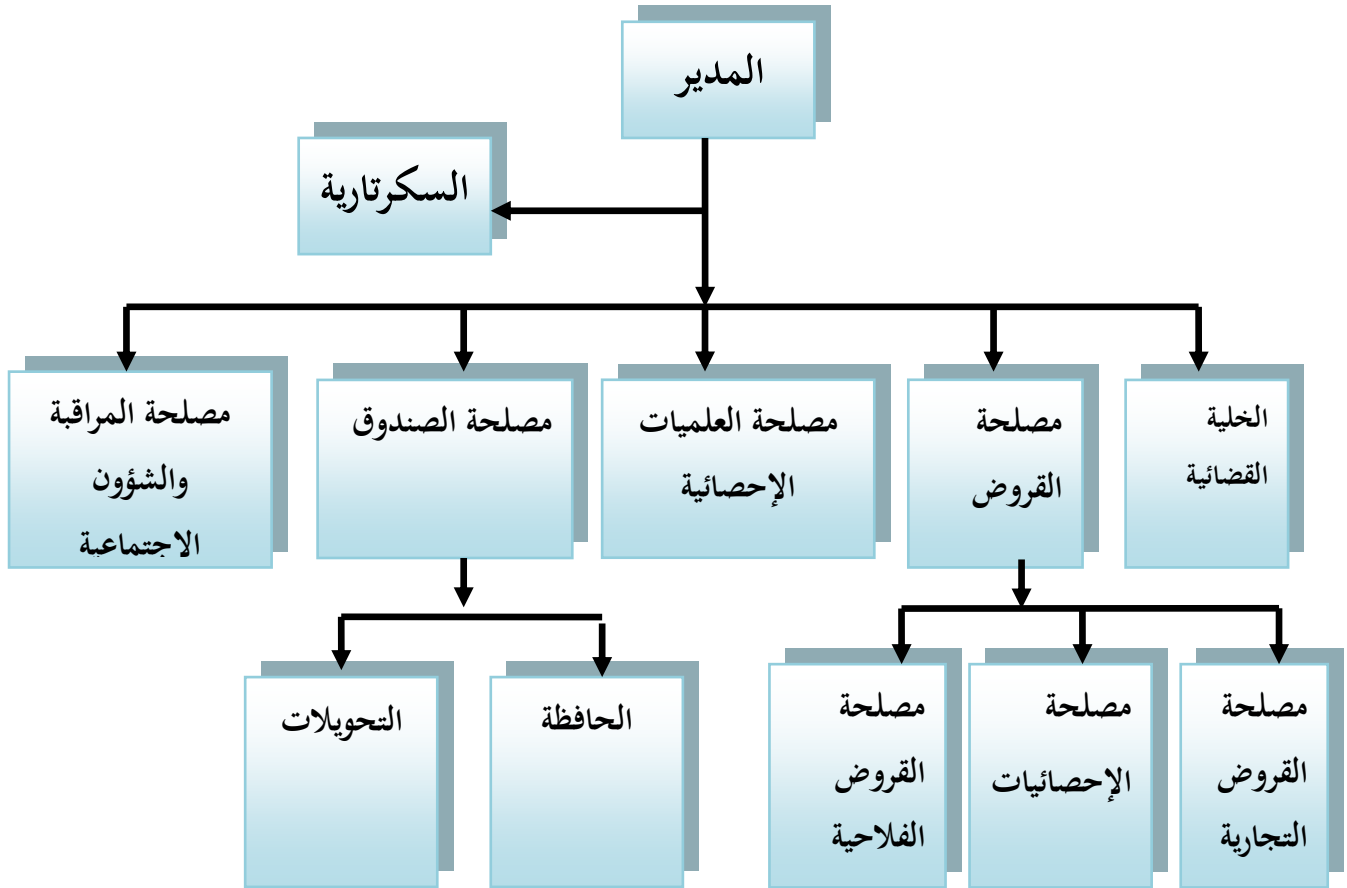 المدير
السكرتارية
الخلية
القضائية
مصلحة
القروض
مصلحة العلميات
الإحصائية
مصلحة الصندوق
مصلحة المراقبة
والشؤون
الاجتماعية
مصلحة
القروض
التجارية
مصلحة
الإحصائيات
مصلحة
القروض
الفلاحية
الحافظة
التحويلات